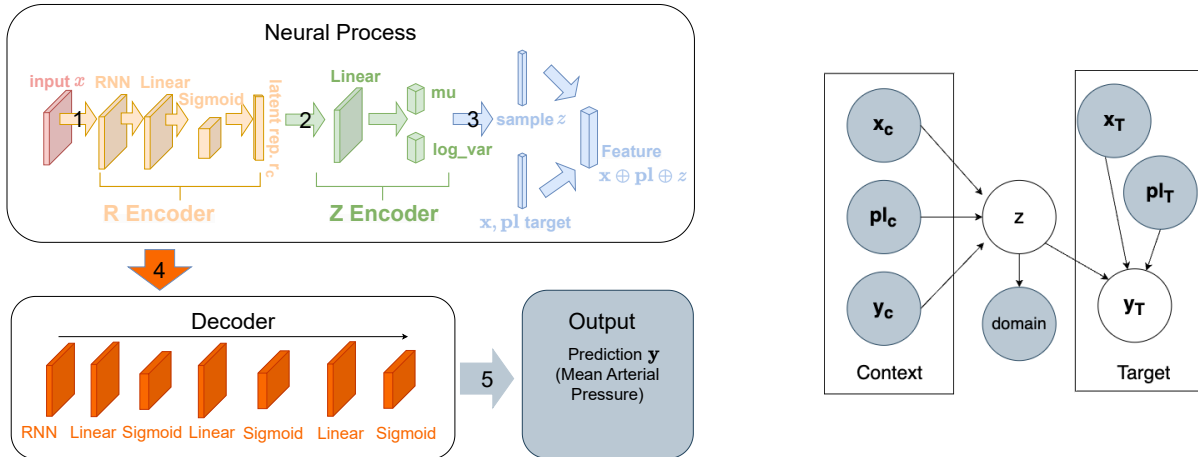 Neural Process
input x
RNN
Linear
Sigmoid
latent rep. r_c
1
R Encoder
2
Linear
mu
log_var
Z Encoder
3
sample z
x, pl target
Feature
x ⊕ pl ⊕ z
4
Decoder
RNN
Linear
Sigmoid
Linear
Sigmoid
Linear
Sigmoid
5
Output
Prediction y
(Mean Arterial
Pressure)
x_c
pl_c
y_c
Context
z
domain
x_T
pl_T
y_T
Target